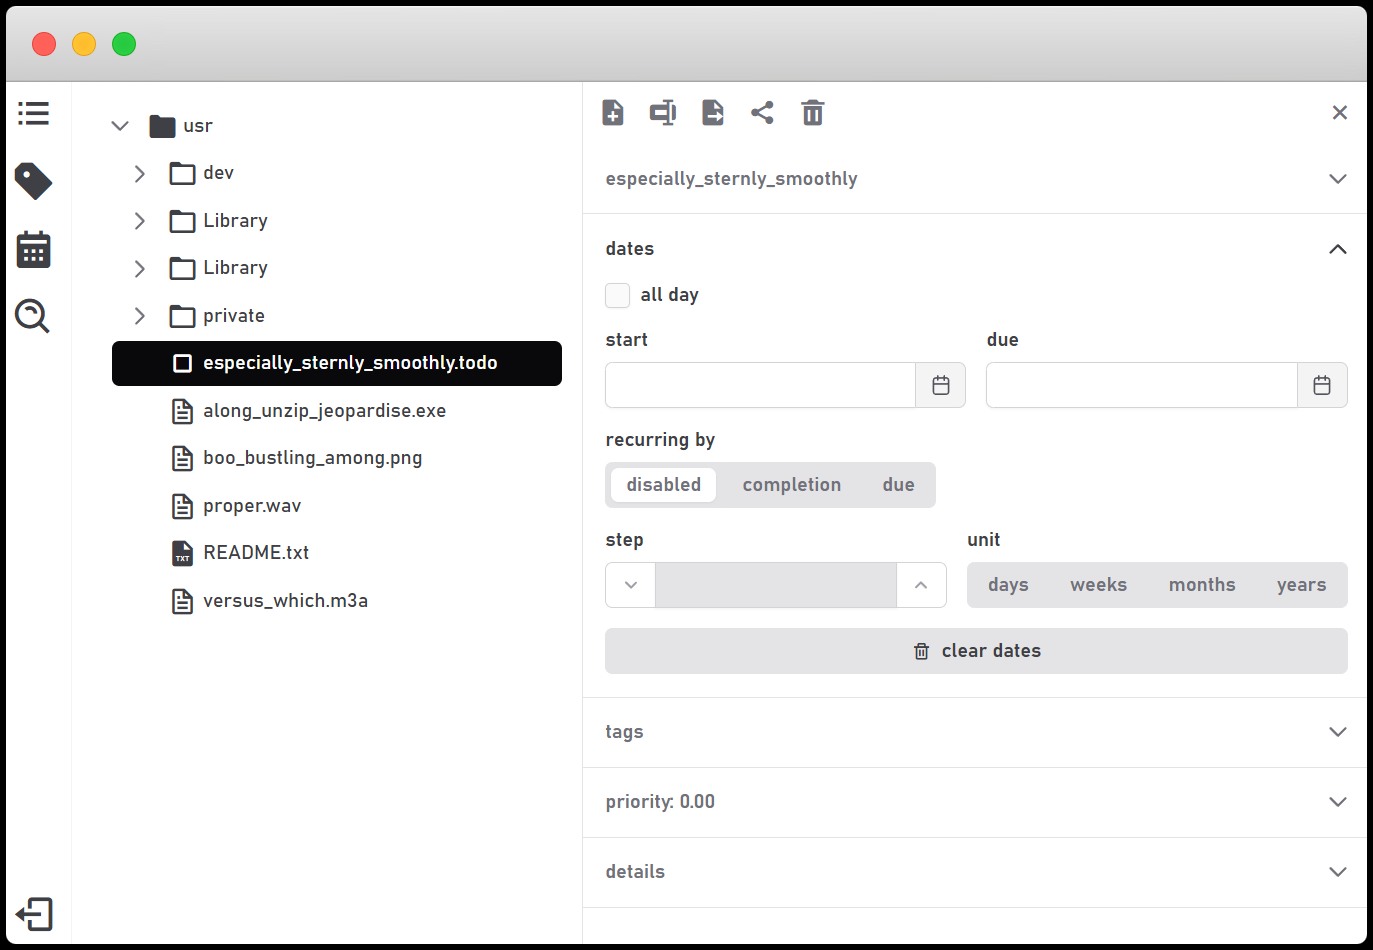 usr
dev
Library
Library
private
especially_sternly_smoothly.todo
along_unzip_jeopardise.exe
boo_bustling_among.png
proper.wav
TXT README.txt
versus_which.m3a
especially_sternly_smoothly
dates
all day
start due
recurring by
disabled completion due
step unit
days weeks months years
clear dates
tags
priority: 0.00
details